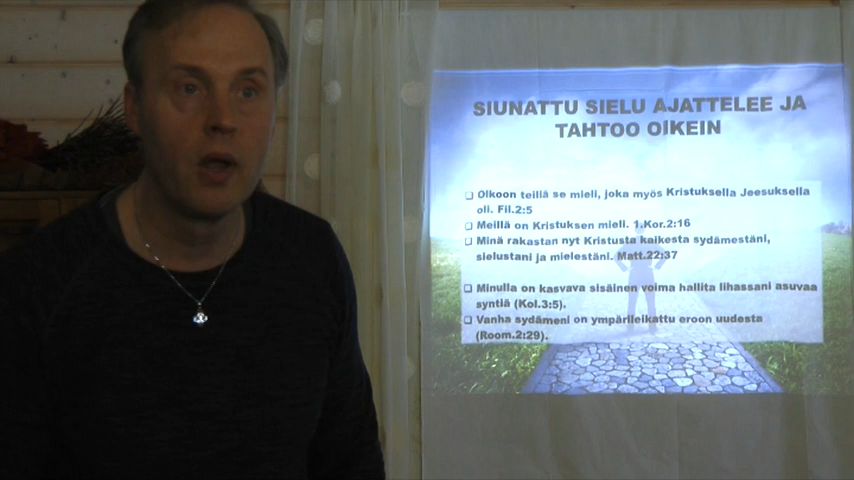 SIUNATTU SIELU AJATTELEE JA
TAHTOO OIKEIN
❑ Olkoon teillä se mieli, joka myös Kristuksella Jeesuksella
oli. Fil.2:5
❑ Meillä on Kristuksen mieli. 1.Kor.2:16
❑ Minä rakastan nyt Kristusta kaikesta sydämestäni,
sielustani ja mielestäni. Matt.22:37
❑ Minulla on kasvava sisäinen voima hallita lihassani asuvaa
syntiä (Kol.3:5).
❑ Vanha sydämeni on ympärileikattu eroon uudesta
(Room.2:29).